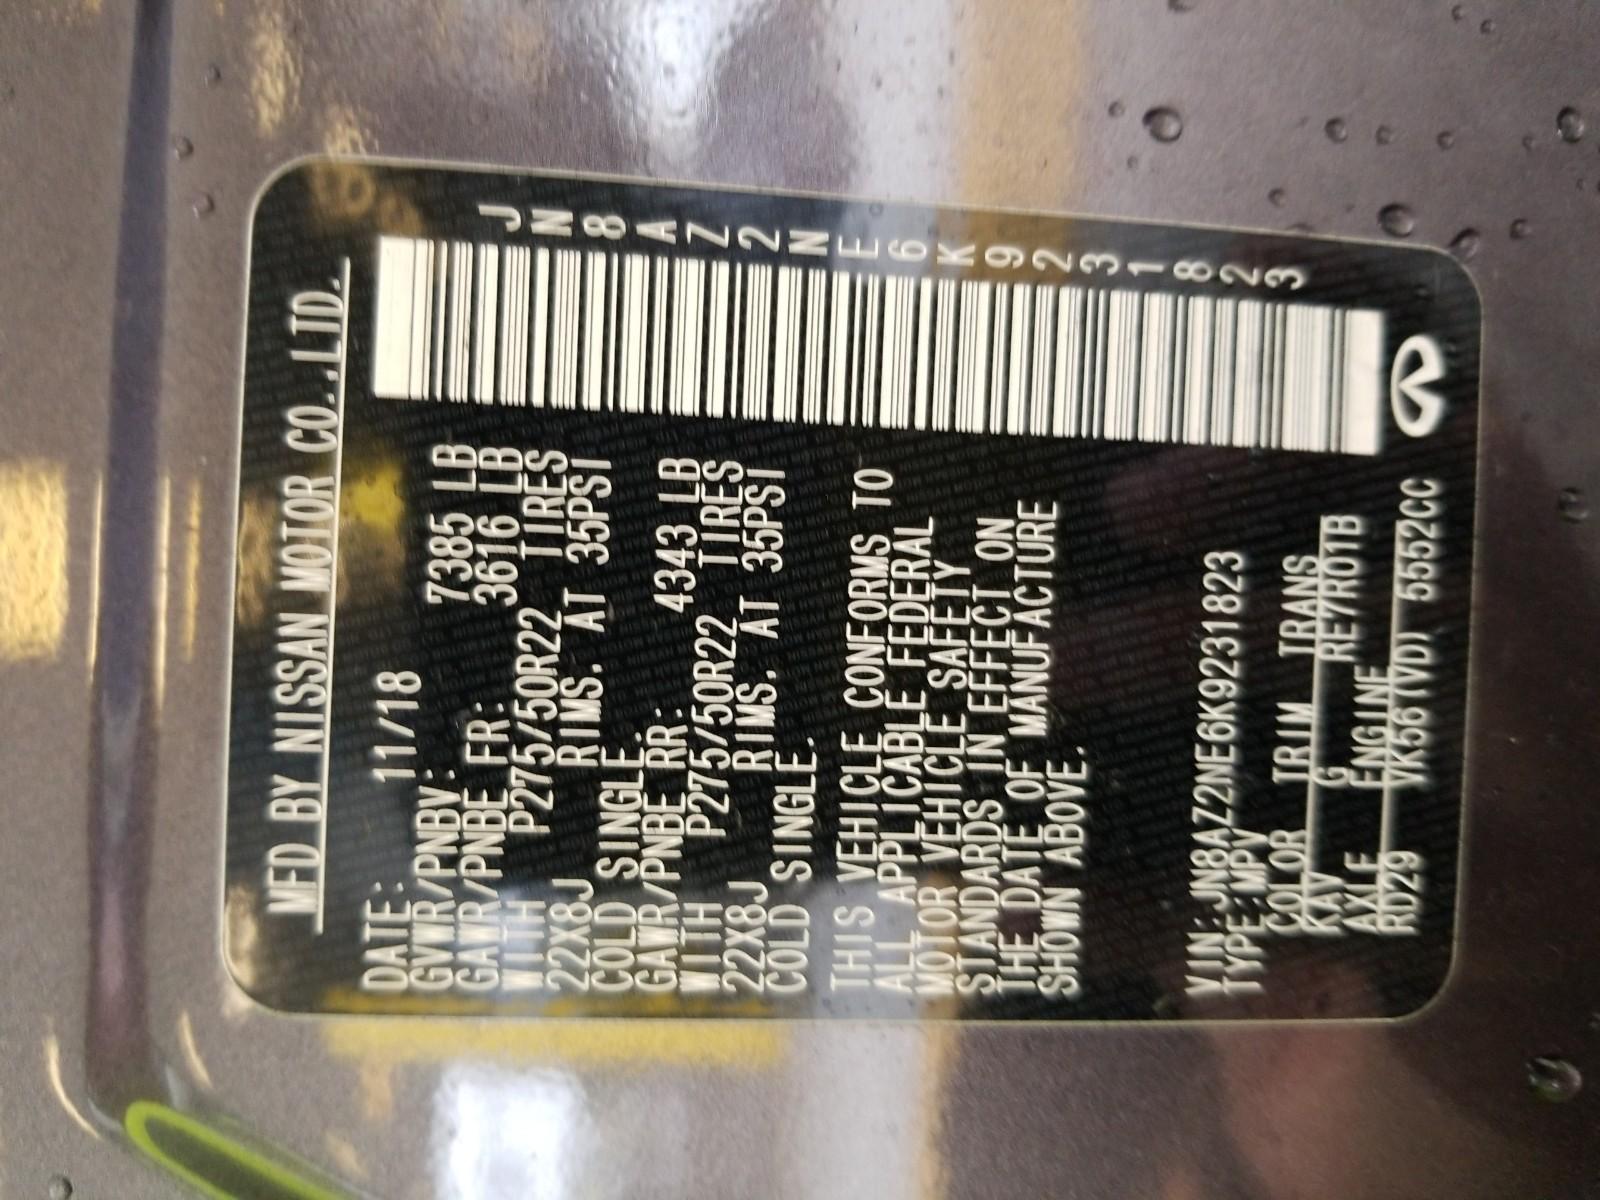 MFD BY NISSAN MOTOR CO.,LTD.
DATE: 11/18
GVWR/PNBV: 7385 LB
GAWR/PNBE FR: 3616 LB
WITH P275/50R22 TIRES
22X8J RIMS. AT 35PSI
COLD SINGLE.
GAWR/PNBE RR: 4343 LB
WITH P275/50R22 TIRES
22X8J RIMS. AT 35PSI
COLD SINGLE.
THIS VEHICLE CONFORMS TO
ALL APPLICABLE FEDERAL
MOTOR VEHICLE SAFETY
STANDARDS IN EFFECT ON
THE DATE OF MANUFACTURE
SHOWN ABOVE.
VIN:JN8AZ2NE6K9231823
TYPE:MPV
COLOR TRIM TRANS
KAV G RE7R01B
AXLE ENGINE
RD29 VK56(VD) 5552CC
JN8AZ2NE6K9231823